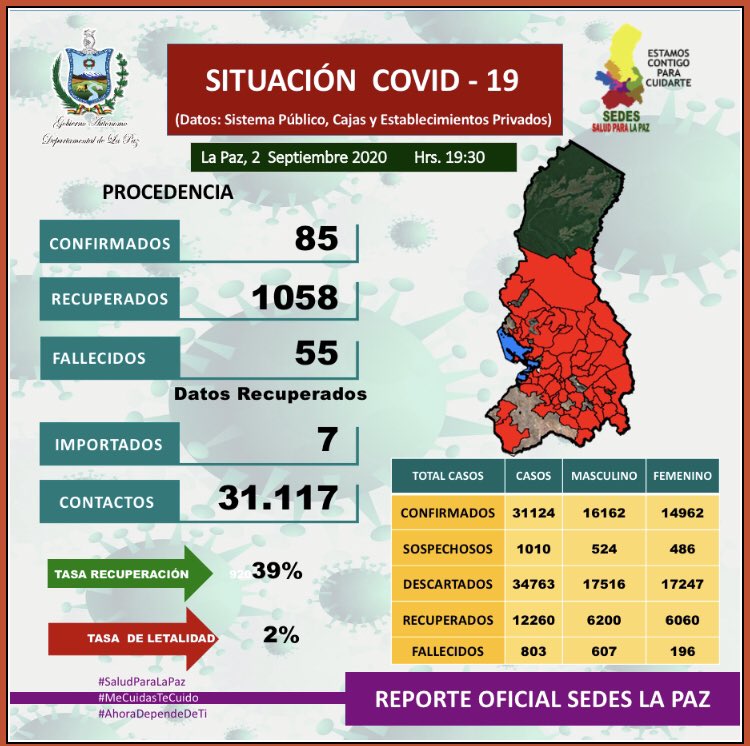 SITUACIÓN COVID - 19
(Datos: Sistema Público, Cajas y Establecimientos Privados)
Gobierno Autónomo
Departamental de La Paz
ESTAMOS
CONTIGO
PARA
CUIDARTE
SEDES
SALUD PARA LA PAZ
La Paz, 2 Septiembre 2020 Hrs. 19:30
PROCEDENCIA
CONFIRMADOS 85
RECUPERADOS 1058
FALLECIDOS 55
Datos Recuperados
IMPORTADOS 7
CONTACTOS 31.117
TASA RECUPERACIÓN 39%
TASA DE LETALIDAD 2%
TOTAL CASOS CASOS MASCULINO FEMENINO
CONFIRMADOS 31124 16162 14962
SOSPECHOSOS 1010 524 486
DESCARTADOS 34763 17516 17247
RECUPERADOS 12260 6200 6060
FALLECIDOS 803 607 196
#SaludParaLaPaz
#MeCuidasTeCuido
#AhoraDependeDeTi
REPORTE OFICIAL SEDES LA PAZ